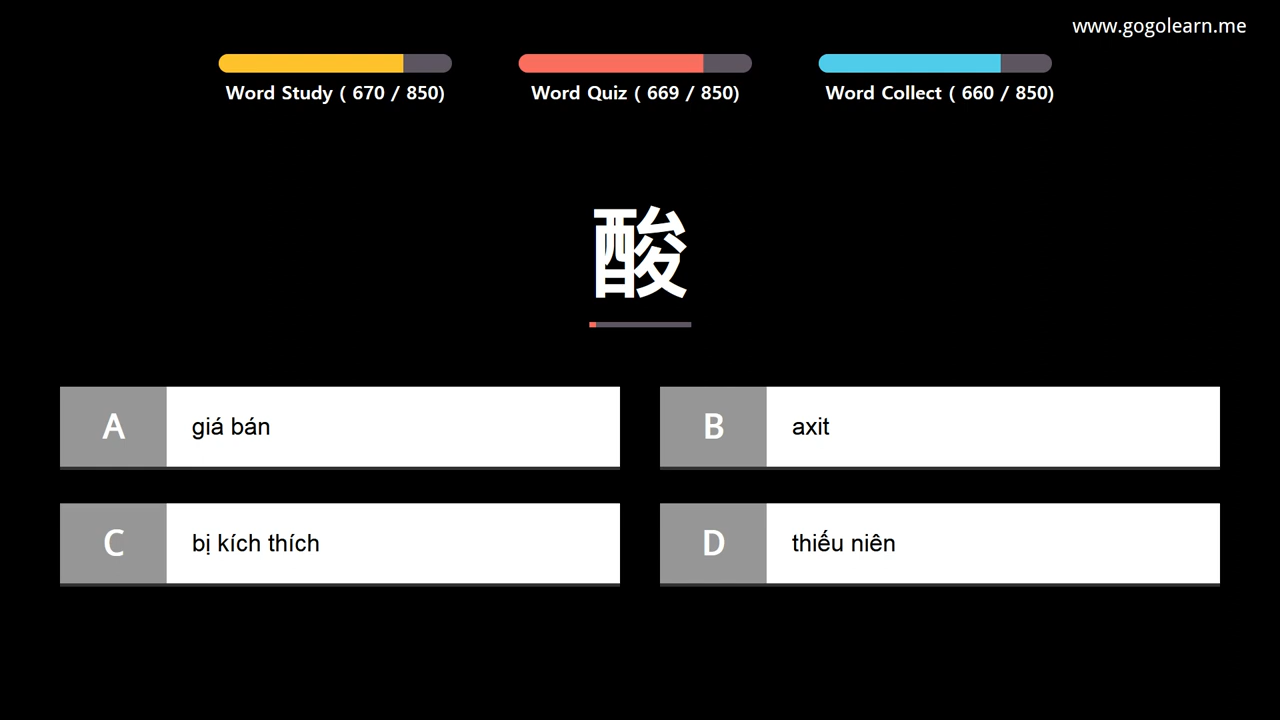 www.gogolearn.me
Word Study ( 670 / 850)
Word Quiz ( 669 / 850)
Word Collect ( 660 / 850)
酸
A
giá bán
B
axit
C
bị kích thích
D
thiếu niên